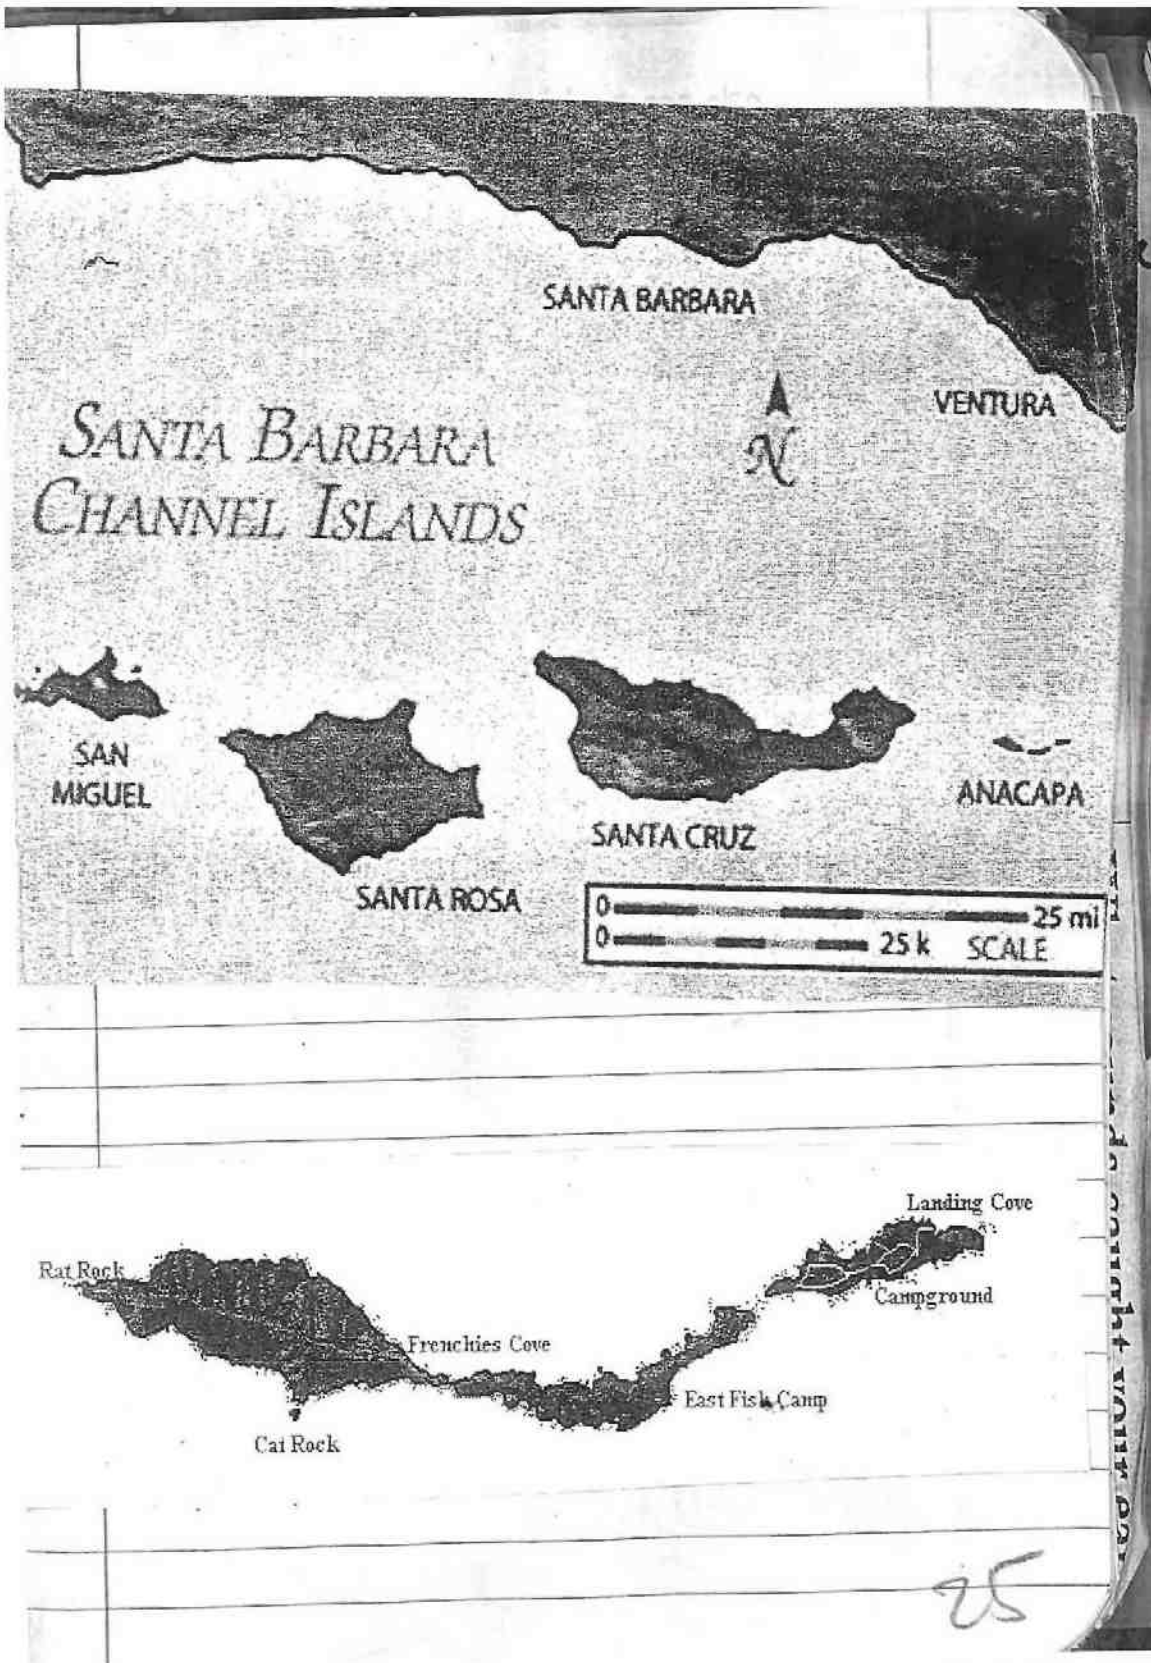 SANTA BARBARA
VENTURA
N
SANTA BARBARA
CHANNEL ISLANDS
SAN
MIGUEL
ANACAPA
SANTA CRUZ
SANTA ROSA
0 25 mi
0 25 k SCALE
Landing Cove
Rat Rock
Campground
Frenchies Cove
East Fish Camp
Cat Rock
25